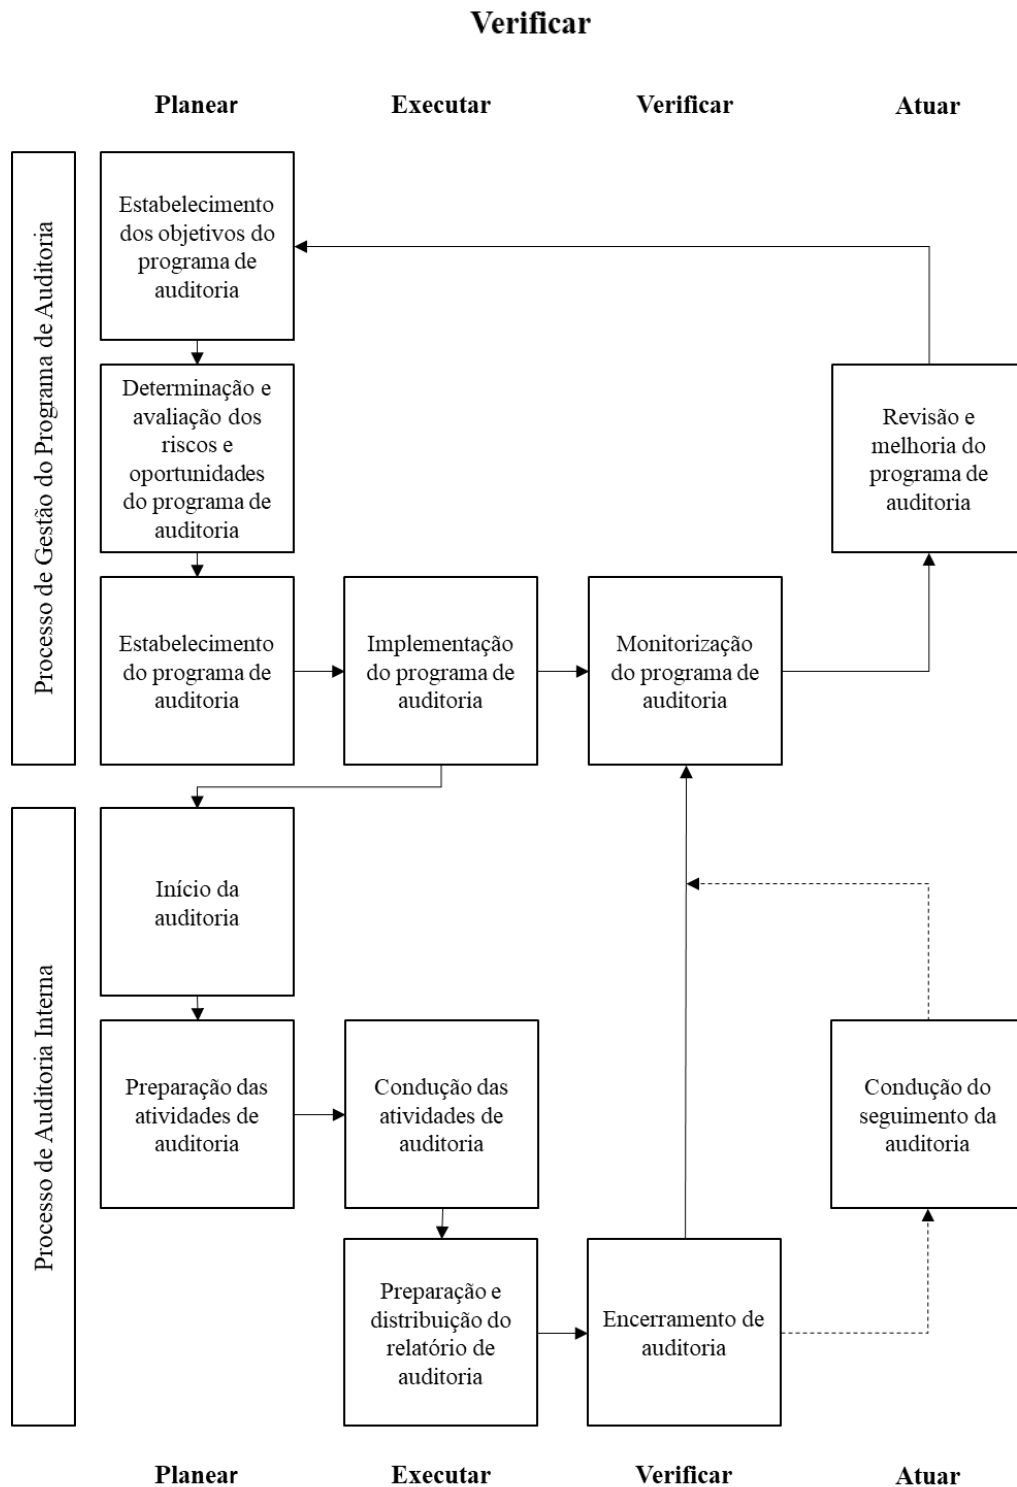 Verificar
Planear
Executar
Verificar
Atuar
Processo de Gestão do Programa de Auditoria
Estabelecimento
dos objetivos do
programa de
auditoria
Determinação e
avaliação dos
riscos e
oportunidades
do programa de
auditoria
Revisão e
melhoria do
programa de
auditoria
Estabelecimento
do programa de
auditoria
Implementação
do programa de
auditoria
Monitorização
do programa de
auditoria
Processo de Auditoria Interna
Início da
auditoria
Preparação das
atividades de
auditoria
Condução das
atividades de
auditoria
Condução do
seguimento da
auditoria
Preparação e
distribuição do
relatório de
auditoria
Encerramento de
auditoria
Planear
Executar
Verificar
Atuar